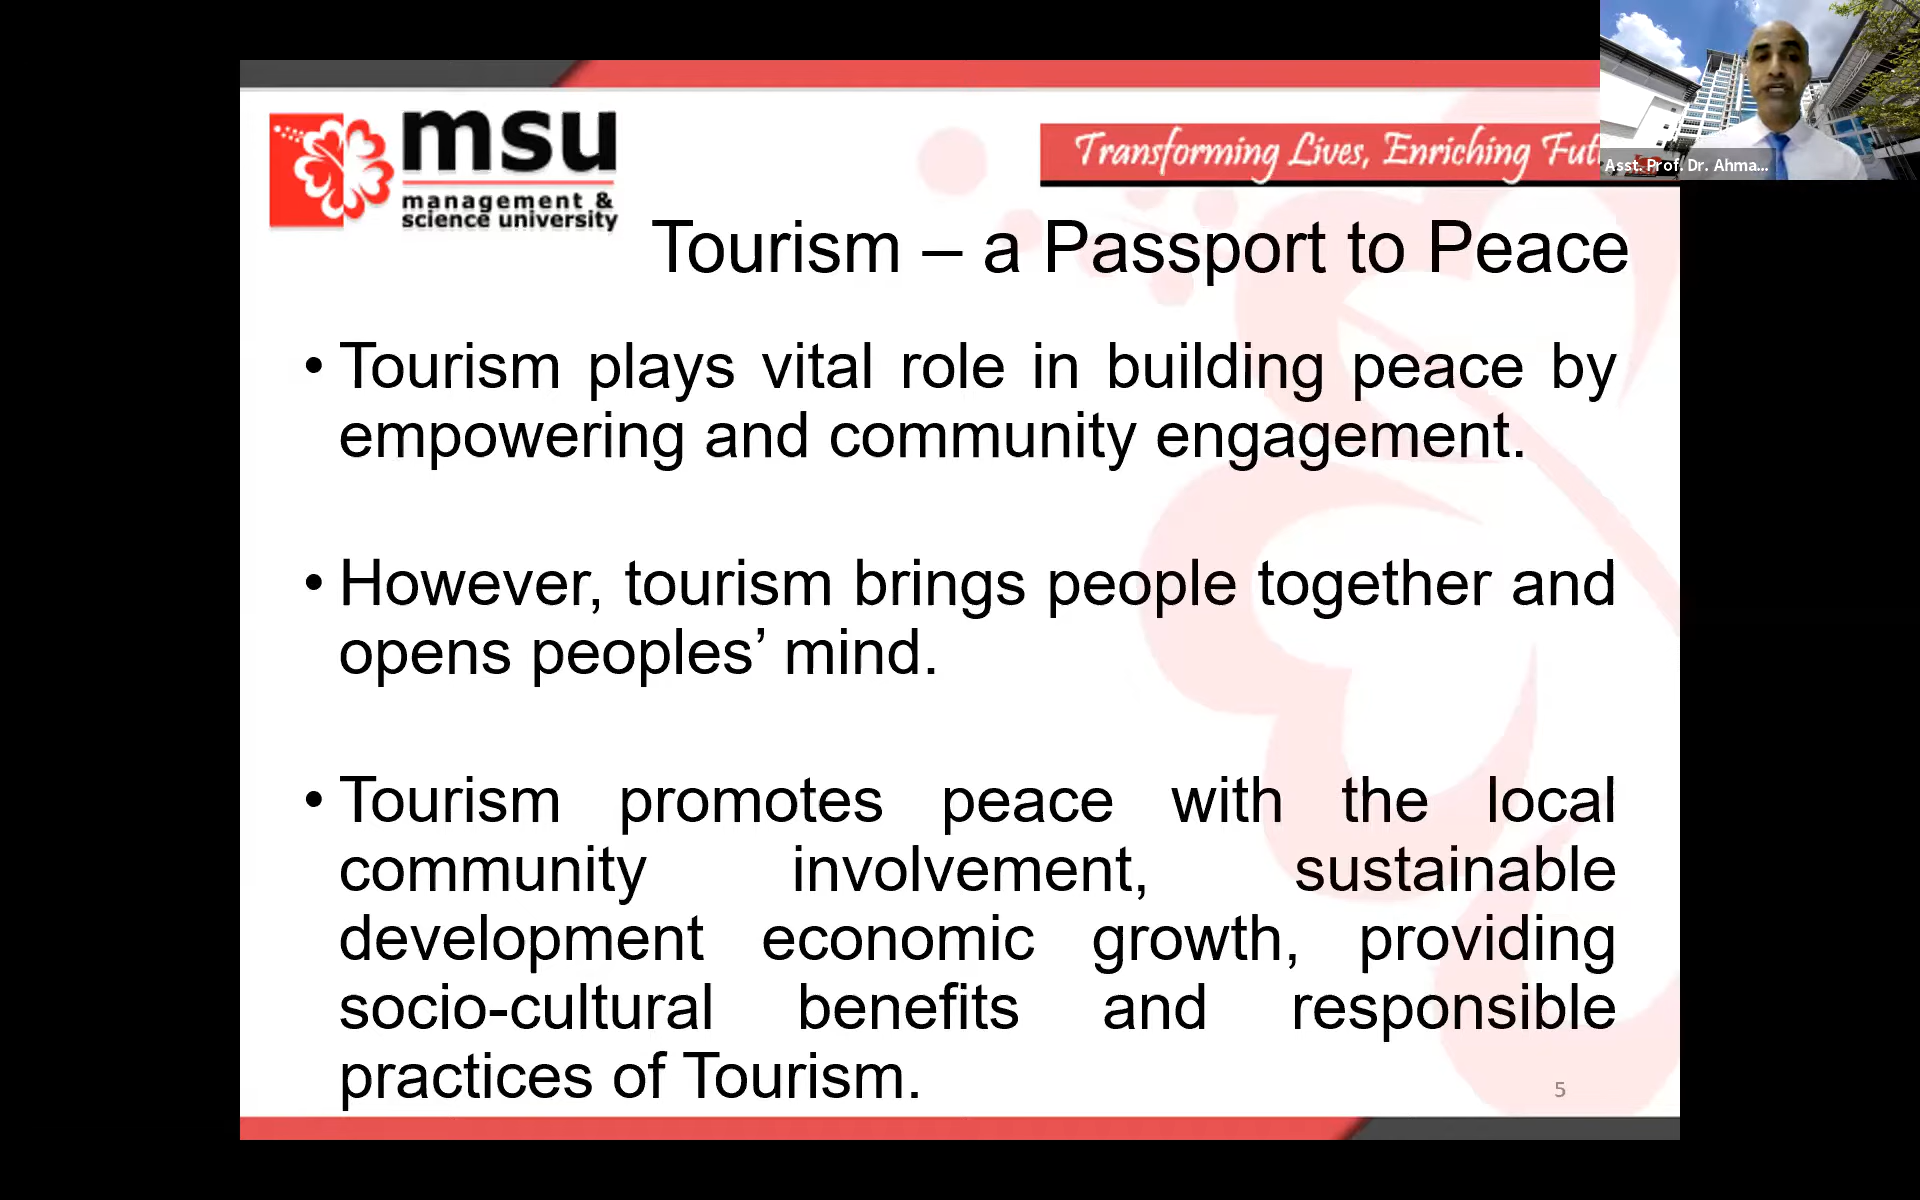 msu
management &
science university
Transforming Lives, Enriching Fut
Asst. Prof. Dr. Ahma...
Tourism – a Passport to Peace
• Tourism plays vital role in building peace by
empowering and community engagement.
• However, tourism brings people together and
opens peoples’ mind.
• Tourism promotes peace with the local
community involvement, sustainable
development economic growth, providing
socio-cultural benefits and responsible
practices of Tourism.
5